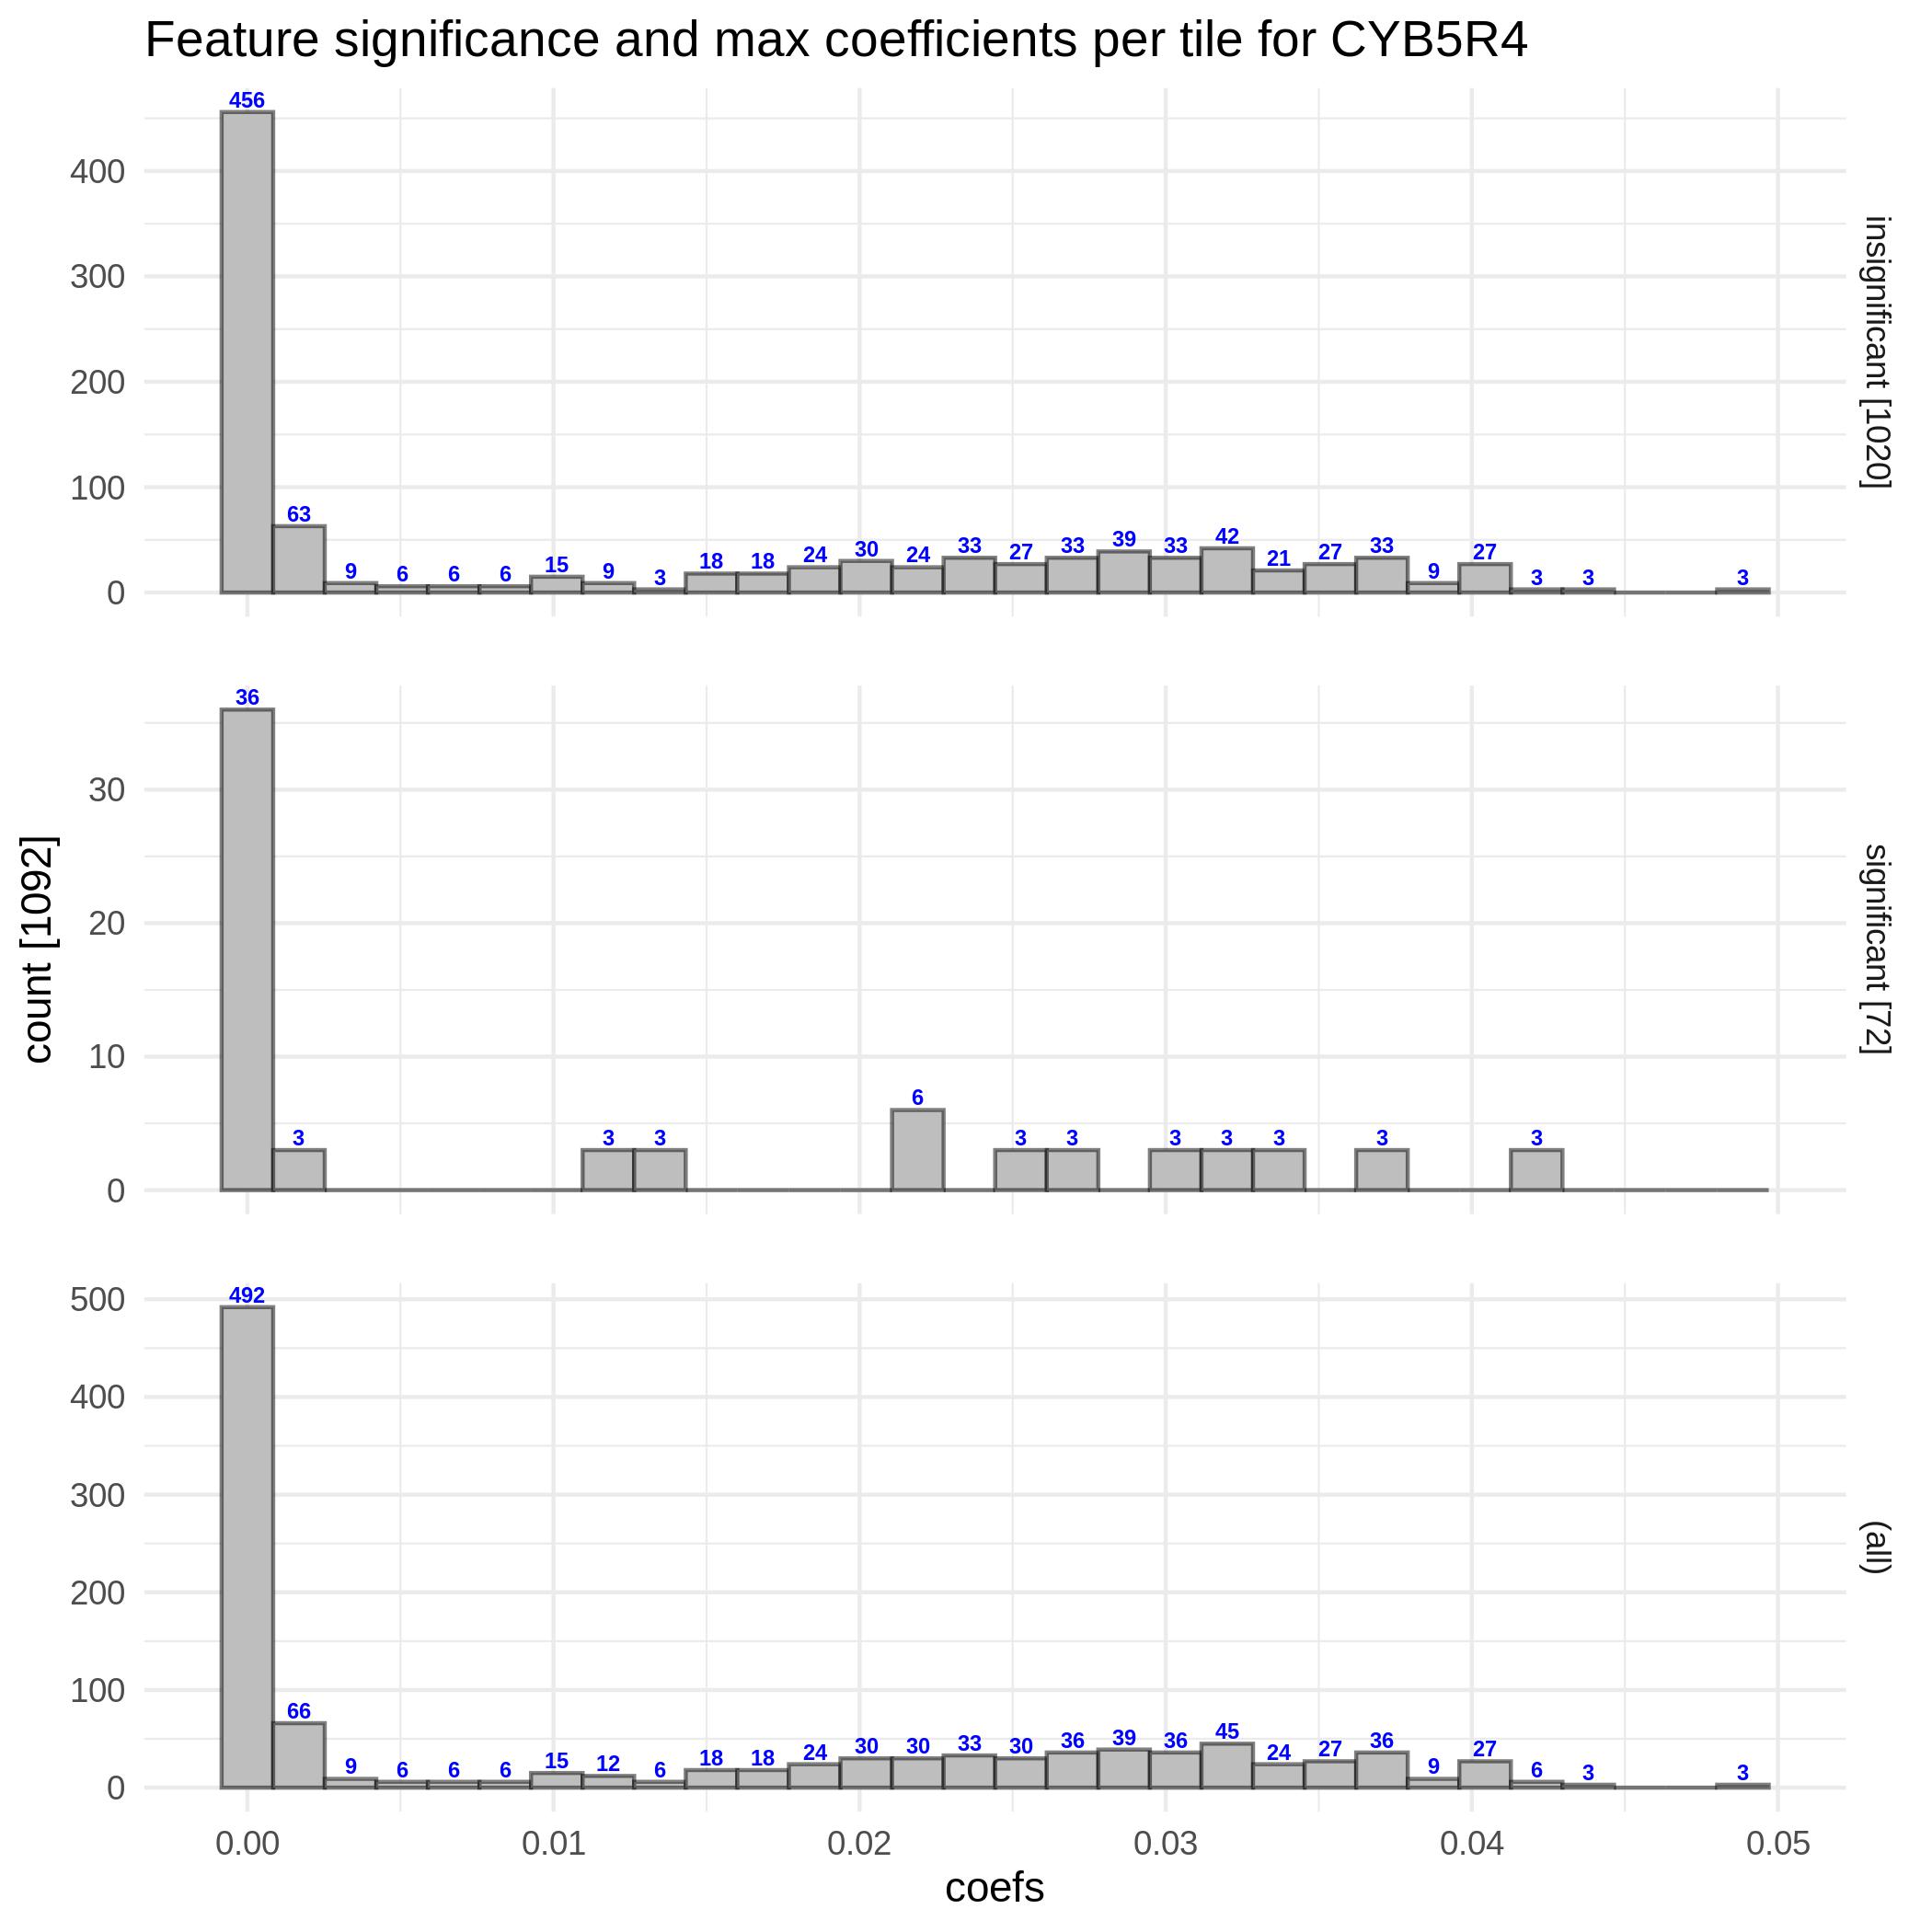 Feature significance and max coefficients per tile for CYB5R4
456
63 9 6 6 6 15 9 3 18 18 24 30 24 33 27 33 39 33 42 21 27 33 9 27 3 3 3
400
300
200
100
0
insignificant [1020]
36
3 3 3 6 3 3 3 3 3 3 3
30
20
10
0
significant [72]
count [1092]
492
66 9 6 6 6 15 12 6 18 18 24 30 30 33 30 36 39 36 45 24 27 36 9 27 6 3 3
500
400
300
200
100
0
(all)
0.00 0.01 0.02 0.03 0.04 0.05
coefs